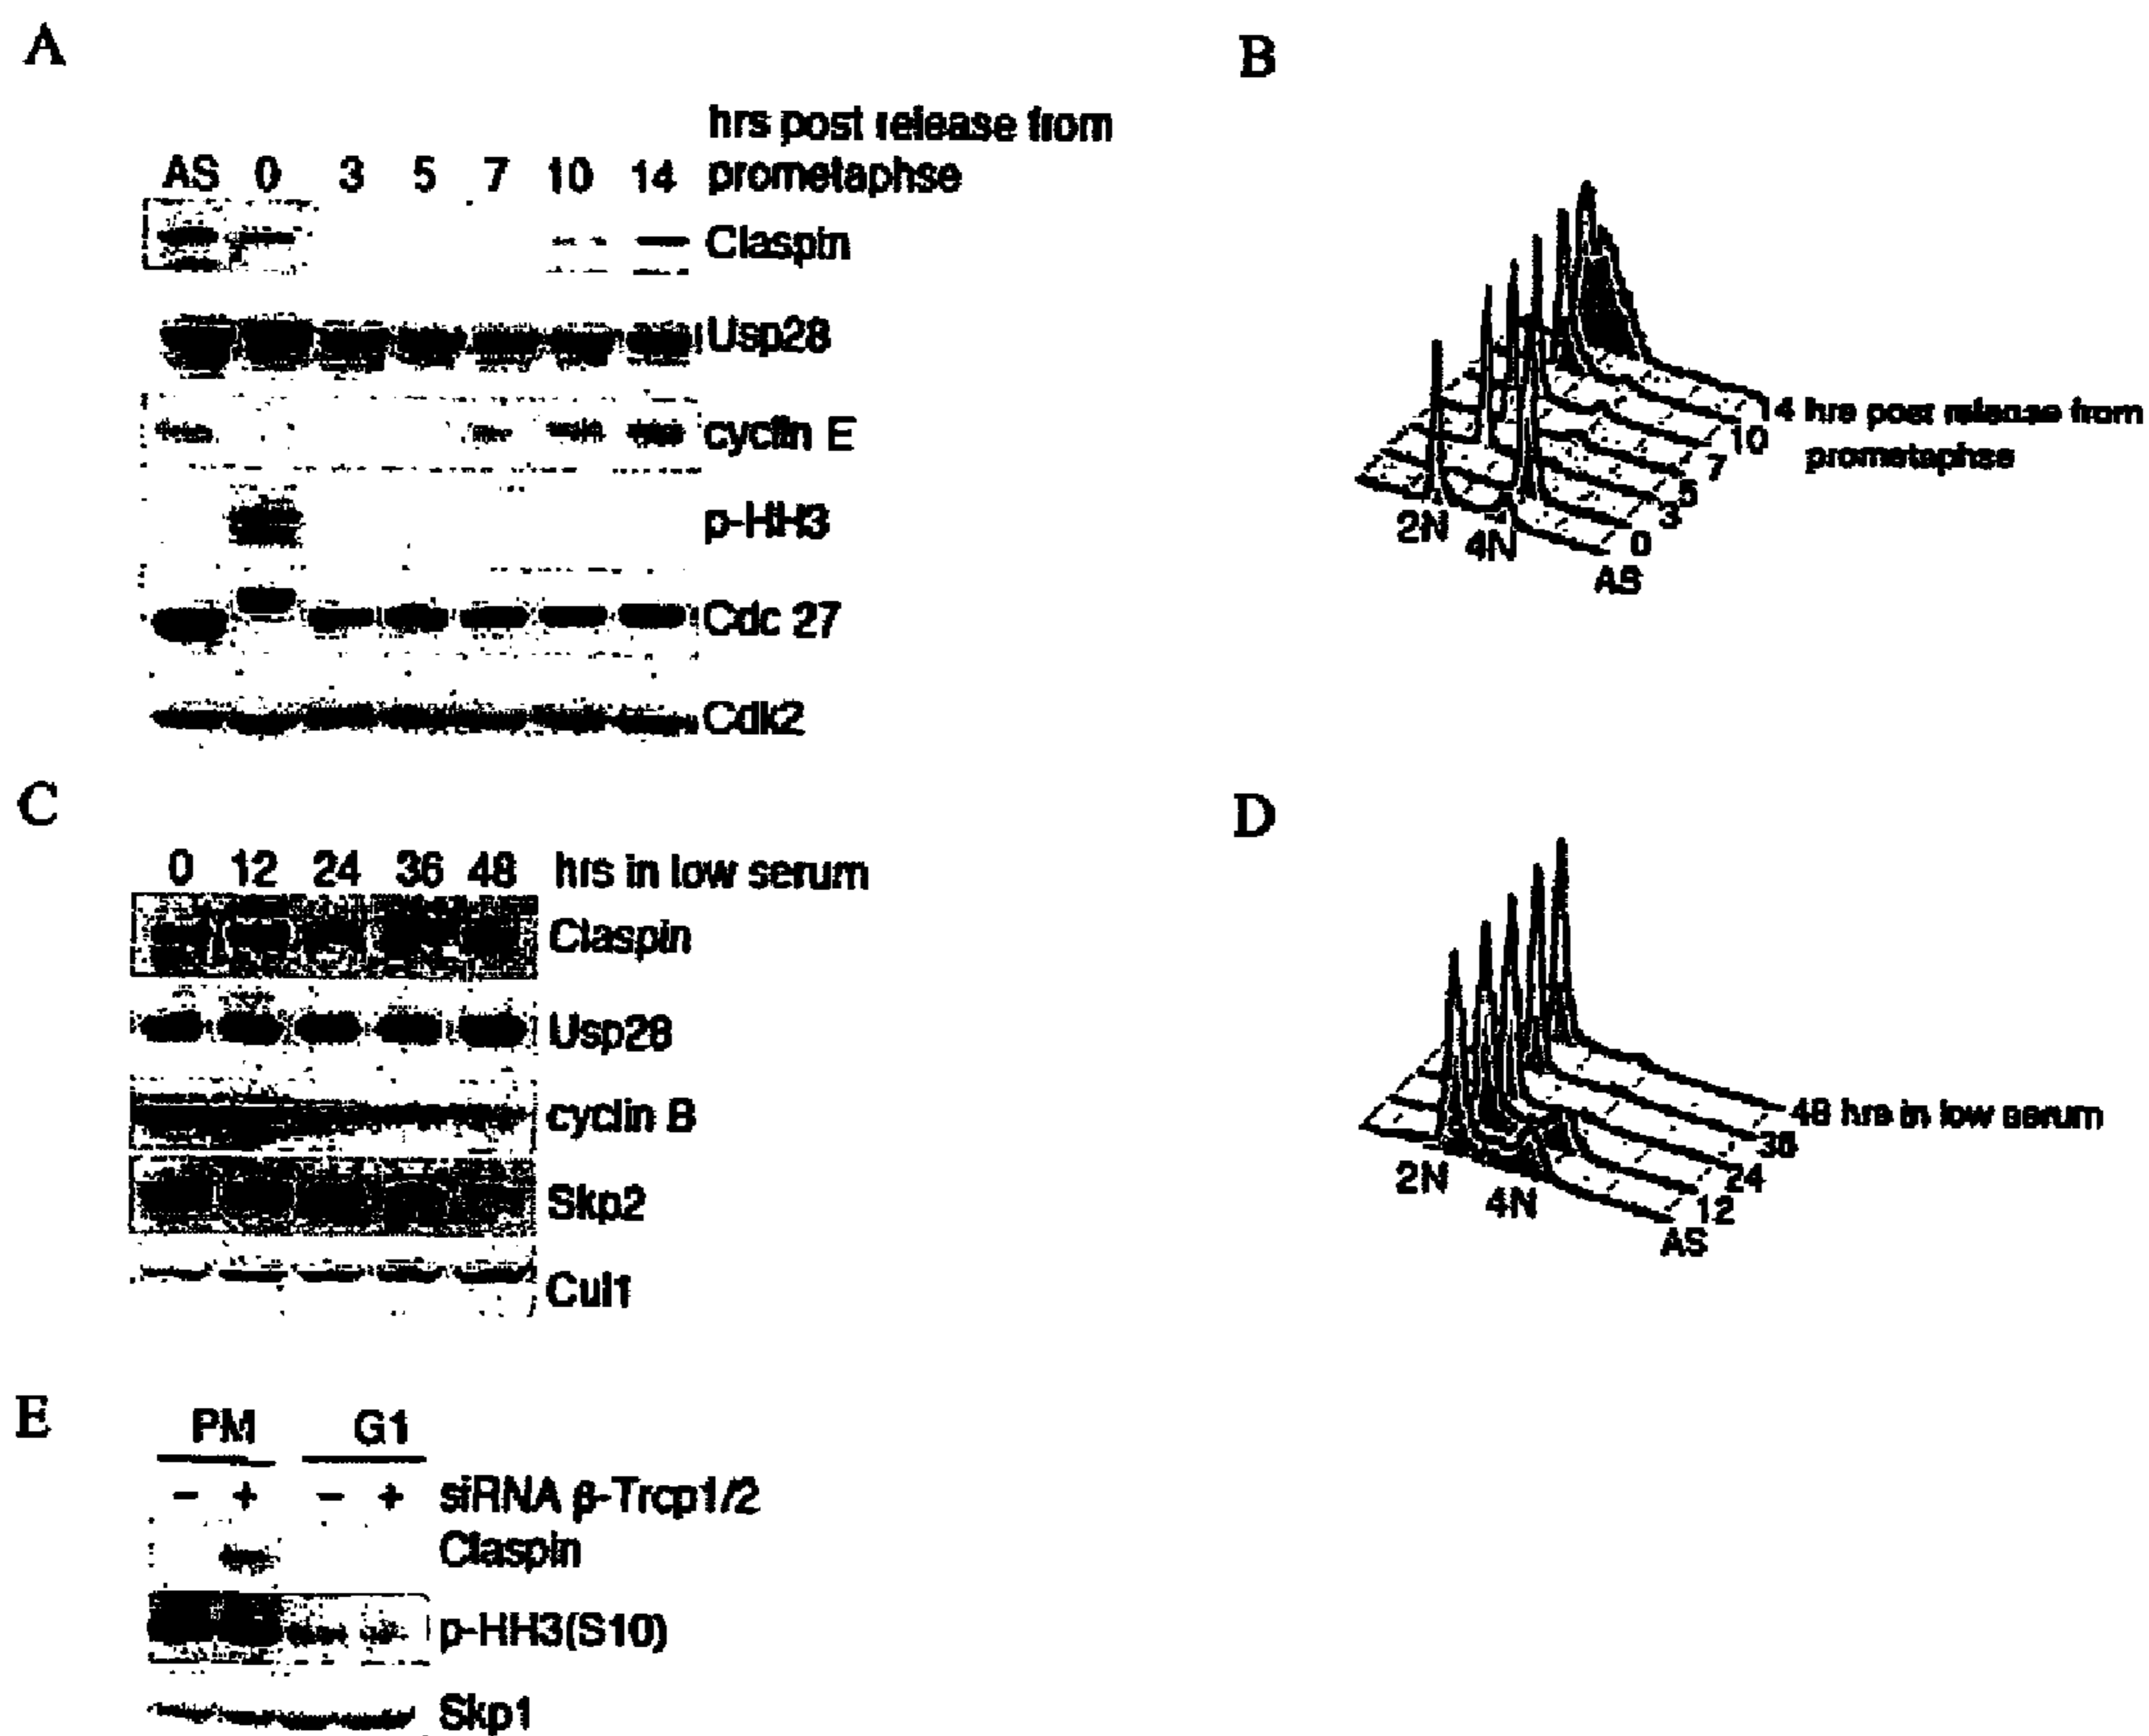 A
hrs post release from
AS 0 3 5 7 10 14 prometaphse
Claspin
Usp28
cyclin E
p-HH3
Cdc 27
Cdk2
B
14 hrs post release from
10 prometaphse
7
5
3
0
AS
2N
4N
C
0 12 24 36 48 hrs in low serum
Claspin
Usp28
cyclin B
Skp2
Cul1
D
48 hrs in low serum
36
24
12
AS
2N
4N
E
PM G1
- + - + siRNA β-Trcp1/2
Claspin
p-HH3(S10)
Skp1